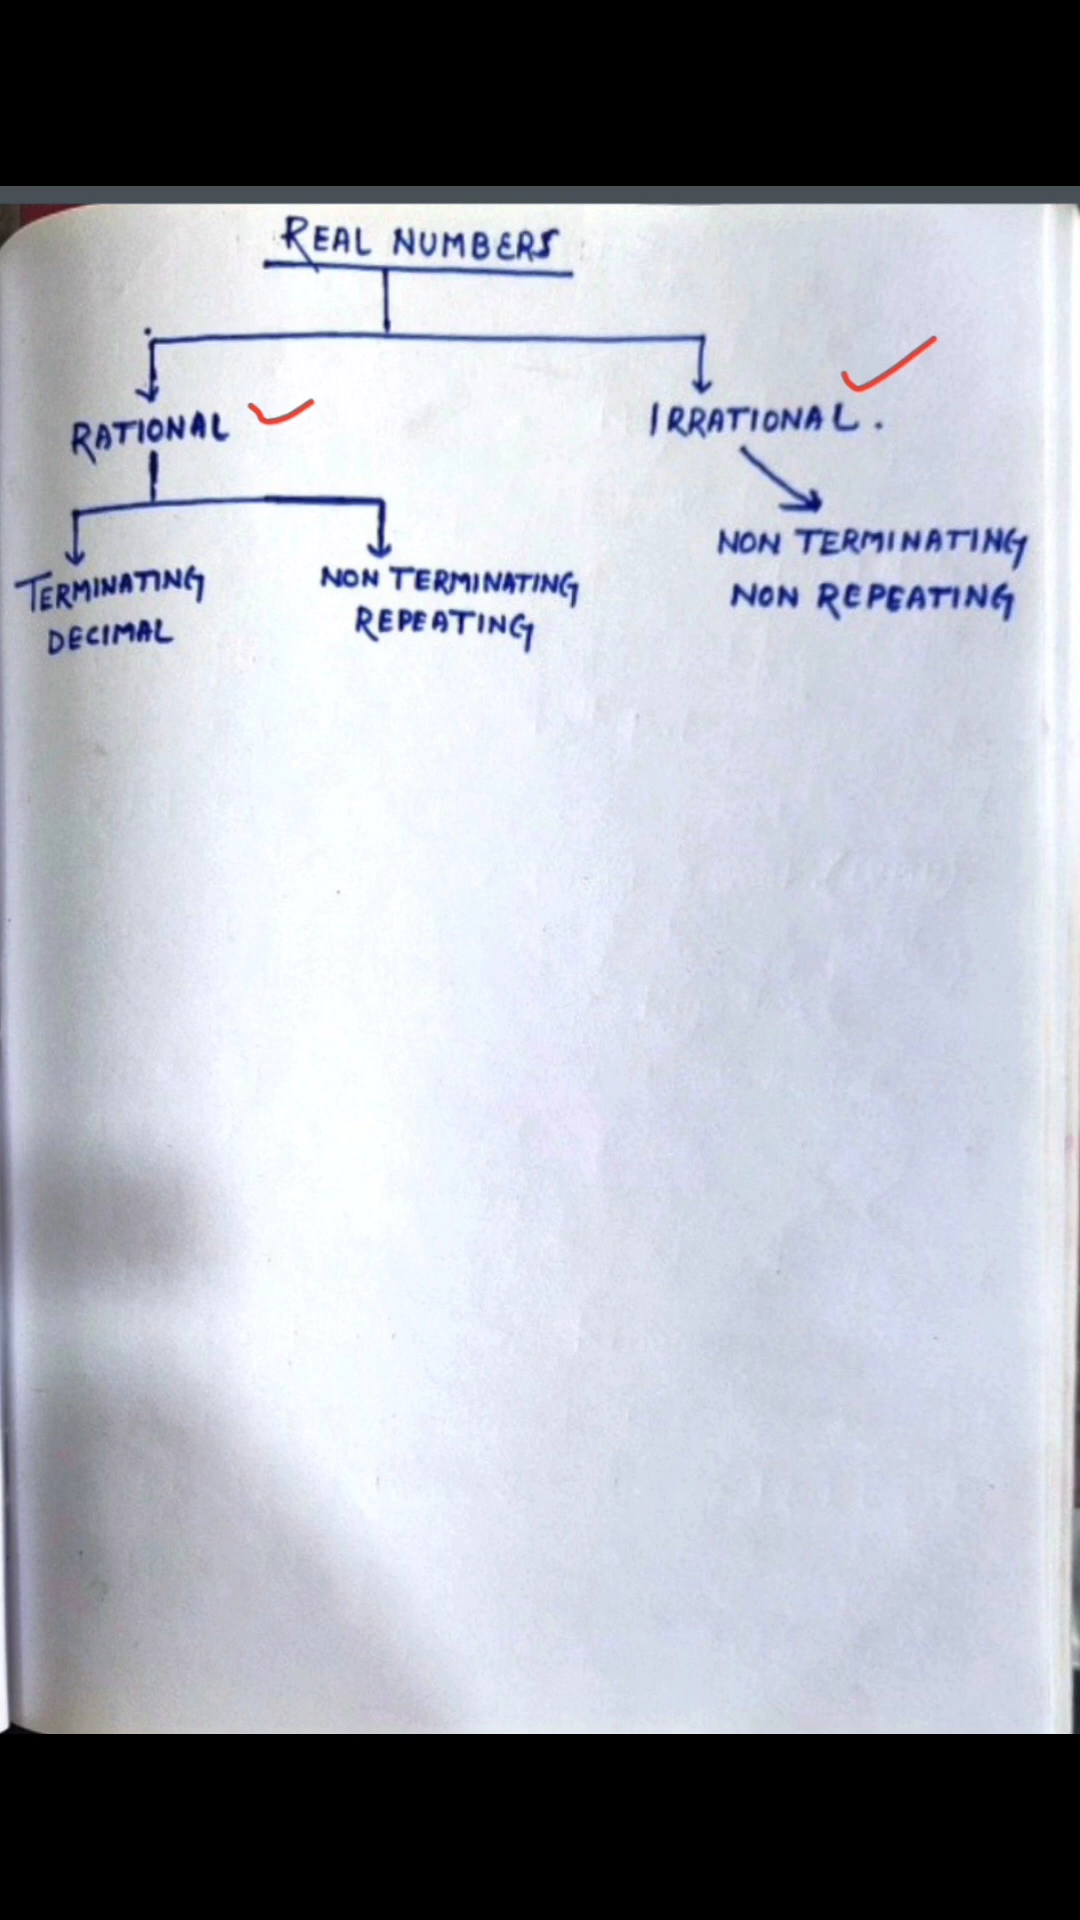 REAL NUMBERS
RATIONAL
IRRATIONAL.
TERMINATING
DECIMAL
NON TERMINATING
REPEATING
NON TERMINATING
NON REPEATING